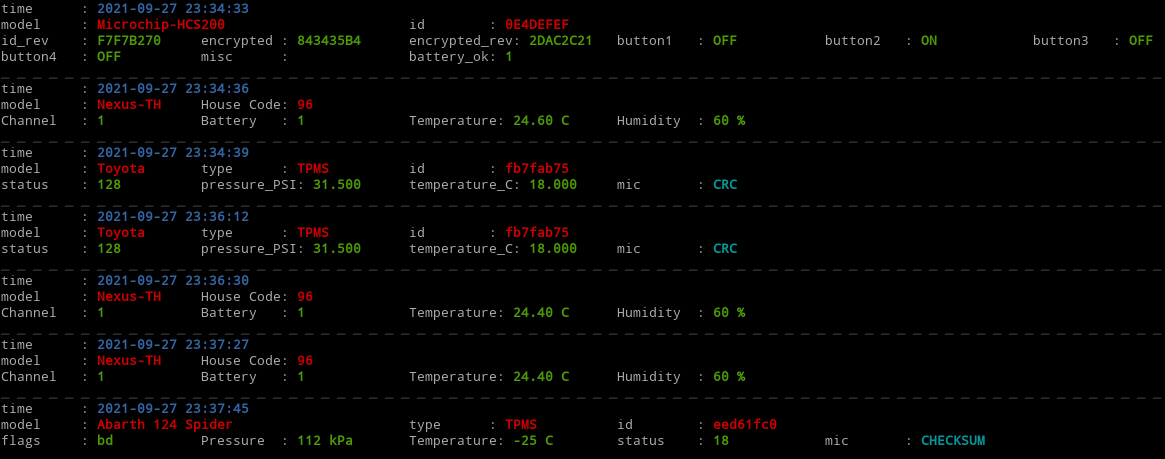 time      : 2021-09-27 23:34:33
model     : Microchip-HCS200                       id        : 0E4DEFEF
id_rev    : F7F7B270     encrypted : 843435B4      encrypted_rev: 2DAC2C21   button1   : OFF           button2   : ON            button3   : OFF
button4   : OFF          misc      :               battery_ok: 1
time      : 2021-09-27 23:34:36
model     : Nexus-TH     House Code: 96
Channel   : 1            Battery   : 1             Temperature: 24.60 C      Humidity  : 60 %
time      : 2021-09-27 23:34:39
model     : Toyota       type      : TPMS          id        : fb7fab75
status    : 128          pressure_PSI: 31.500      temperature_C: 18.000     mic       : CRC
time      : 2021-09-27 23:36:12
model     : Toyota       type      : TPMS          id        : fb7fab75
status    : 128          pressure_PSI: 31.500      temperature_C: 18.000     mic       : CRC
time      : 2021-09-27 23:36:30
model     : Nexus-TH     House Code: 96
Channel   : 1            Battery   : 1             Temperature: 24.40 C      Humidity  : 60 %
time      : 2021-09-27 23:37:27
model     : Nexus-TH     House Code: 96
Channel   : 1            Battery   : 1             Temperature: 24.40 C      Humidity  : 60 %
time      : 2021-09-27 23:37:45
model     : Abarth 124 Spider                      type      : TPMS          id        : eed61fc0
flags     : bd           Pressure  : 112 kPa       Temperature: -25 C        status    : 18            mic       : CHECKSUM